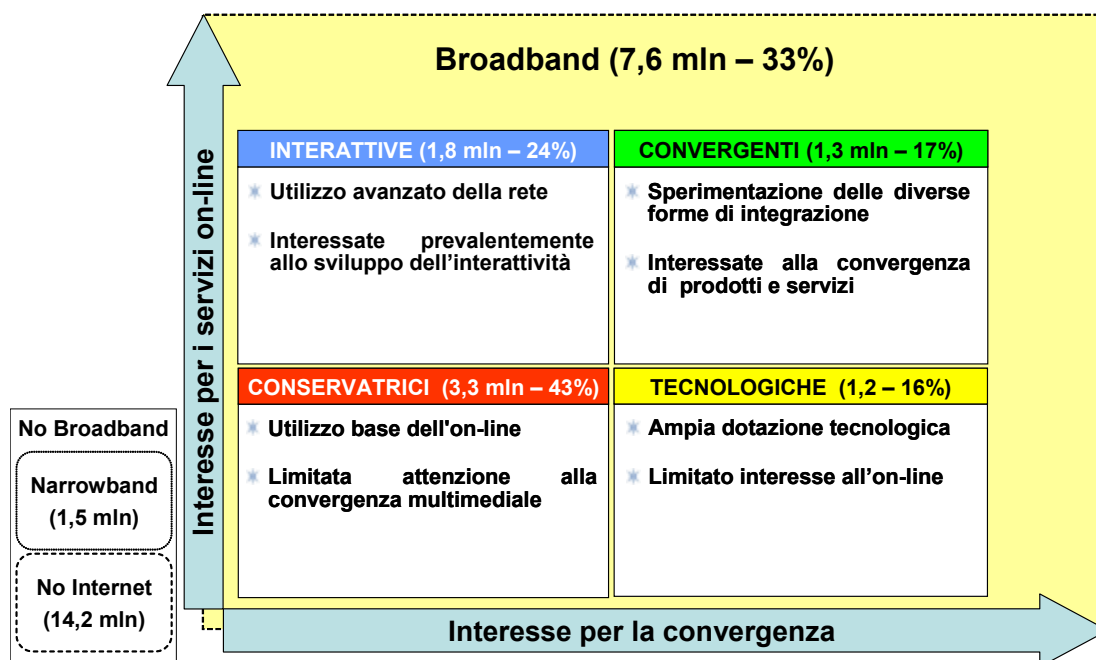 Broadband (7,6 mln – 33%)
Interesse per i servizi on-line
INTERATTIVE (1,8 mln – 24%)
Utilizzo avanzato della rete
Interessate prevalentemente
allo sviluppo dell'interattività
CONVERGENTI (1,3 mln – 17%)
Sperimentazione delle diverse
forme di integrazione
Interessate alla convergenza
di prodotti e servizi
CONSERVATRICI (3,3 mln – 43%)
Utilizzo base dell'on-line
Limitata attenzione alla
convergenza multimediale
TECNOLOGICHE (1,2 – 16%)
Ampia dotazione tecnologica
Limitato interesse all'on-line
No Broadband
Narrowband
(1,5 mln)
No Internet
(14,2 mln)
Interesse per la convergenza